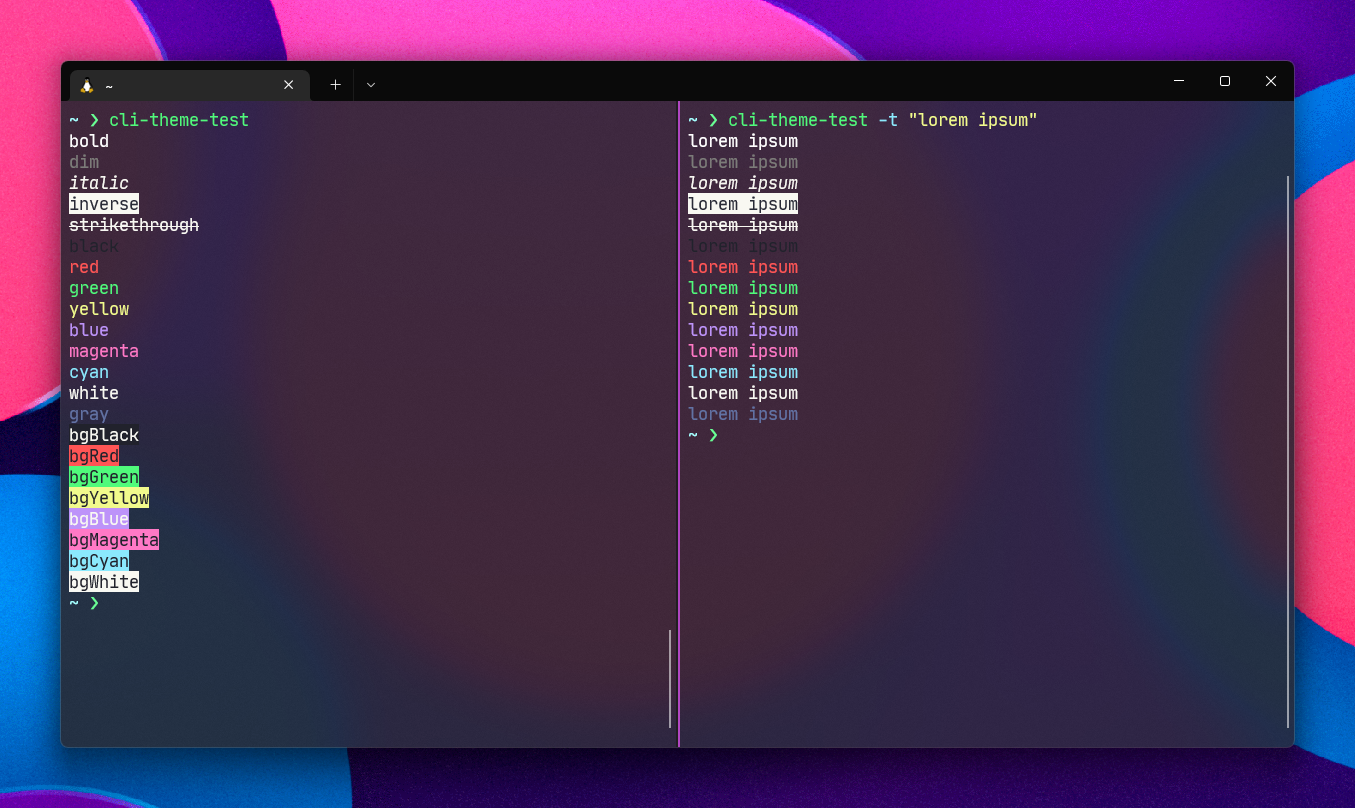 ~
~ ❯ cli-theme-test
bold
dim
italic
inverse
strikethrough
black
red
green
yellow
blue
magenta
cyan
white
gray
bgBlack
bgRed
bgGreen
bgYellow
bgBlue
bgMagenta
bgCyan
bgWhite
~ ❯
~ ❯ cli-theme-test -t "lorem ipsum"
lorem ipsum
lorem ipsum
lorem ipsum
lorem ipsum
lorem ipsum
lorem ipsum
lorem ipsum
lorem ipsum
lorem ipsum
lorem ipsum
lorem ipsum
lorem ipsum
lorem ipsum
lorem ipsum
~ ❯